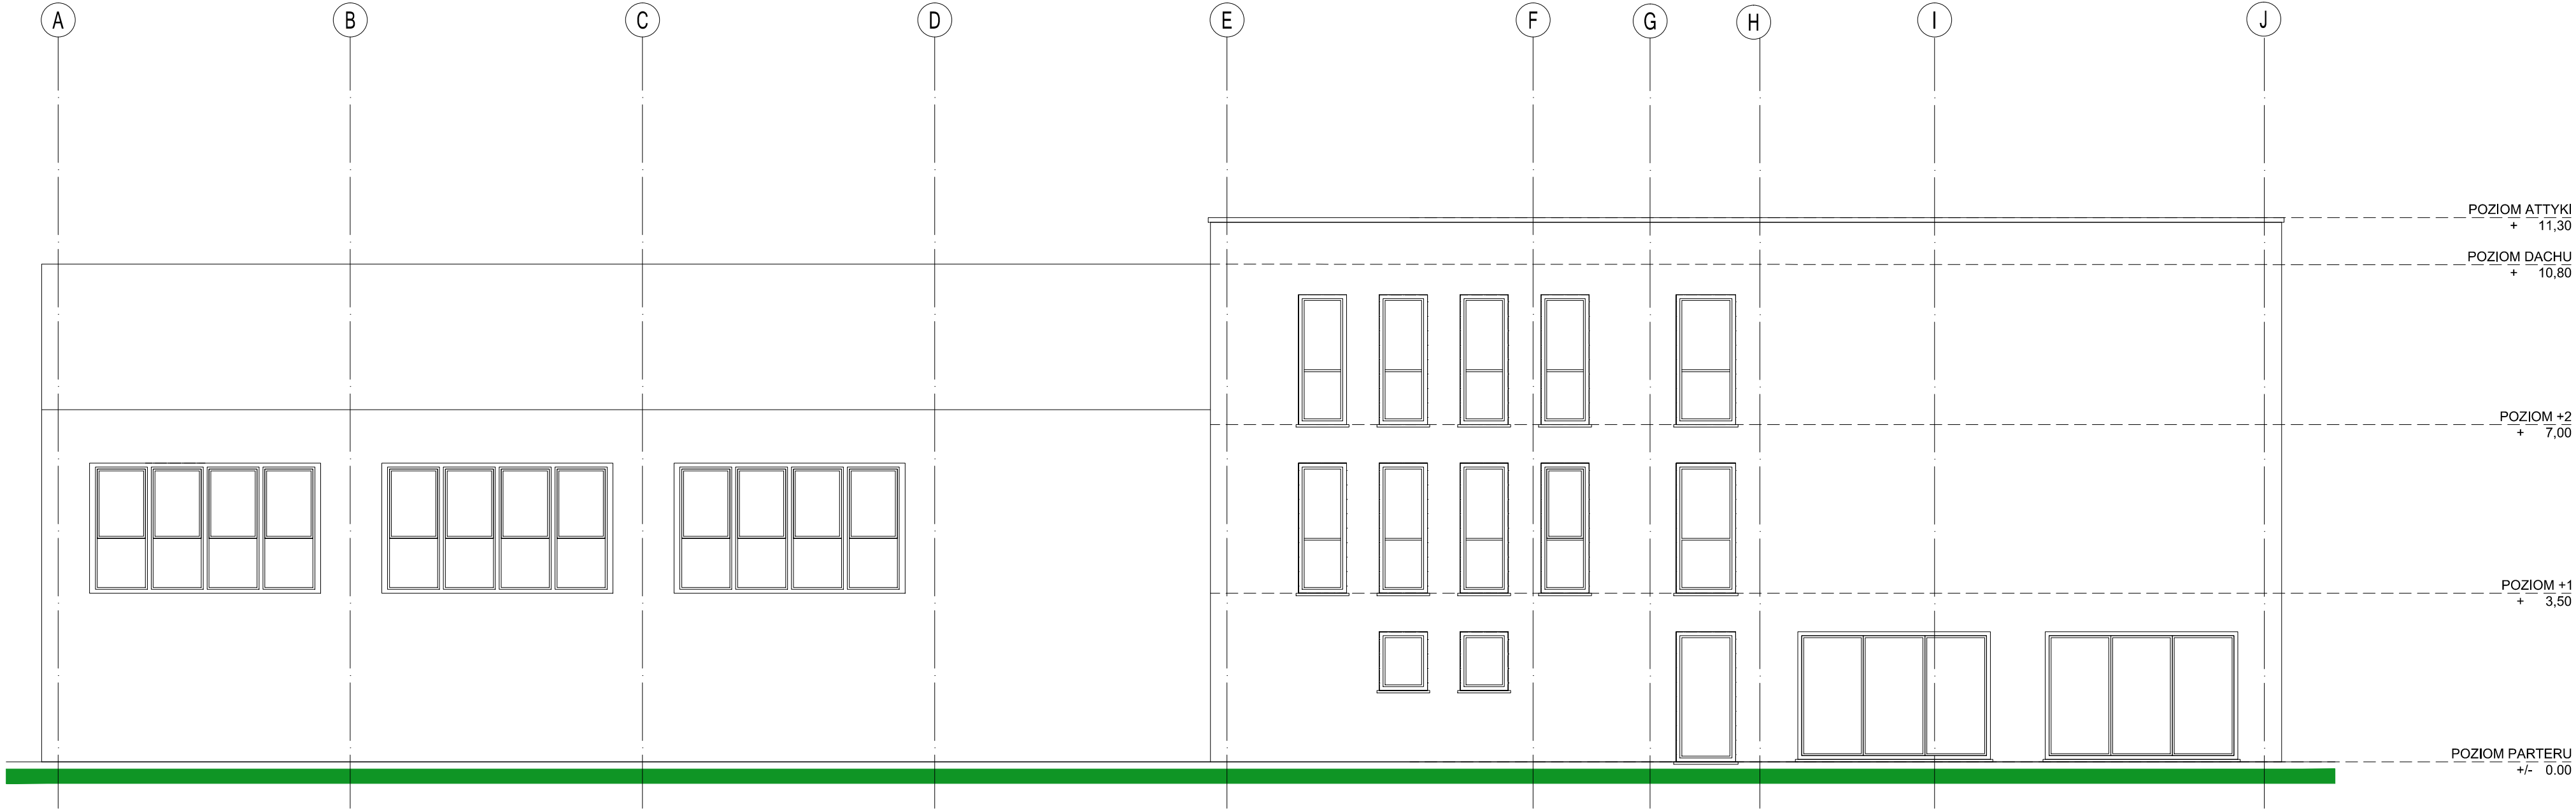 A B C D E F G H I J
POZIOM ATTYKI
+ 11,30
POZIOM DACHU
+ 10,80
POZIOM +2
+ 7,00
POZIOM +1
+ 3,50
POZIOM PARTERU
+/- 0.00